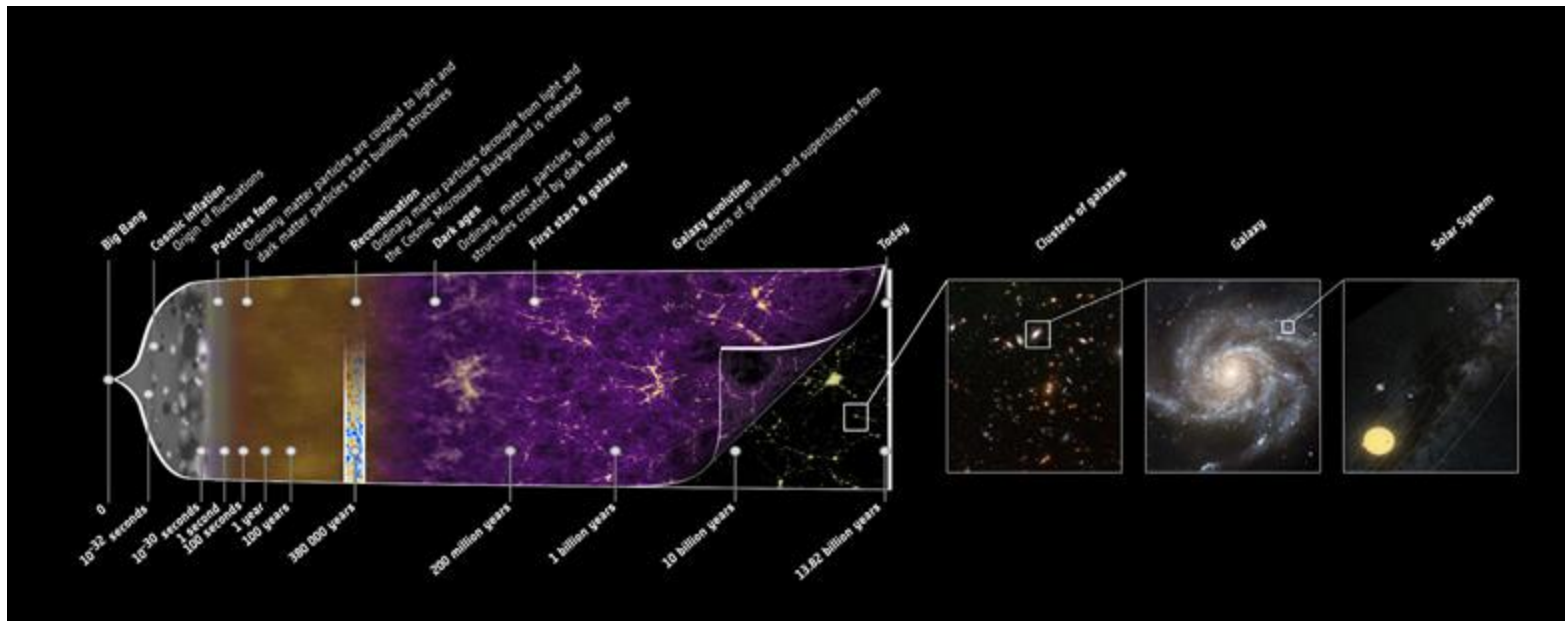 Big Bang
Cosmic inflation
Origin of fluctuations
Particles form
Ordinary matter particles are coupled to light and
dark matter particles start building structures
Recombination
Ordinary matter particles decouple from light and
the Cosmic Microwave Background is released
Dark ages
Ordinary matter particles fall into the
structures created by dark matter
First stars & galaxies
Galaxy evolution
Clusters of galaxies and superclusters form
Today
Clusters of galaxies
Galaxy
Solar System
0
10-32 seconds
10-30 seconds
1 second
100 seconds
1 year
100 years
380 000 years
200 million years
1 billion years
10 billion years
13.82 billion years